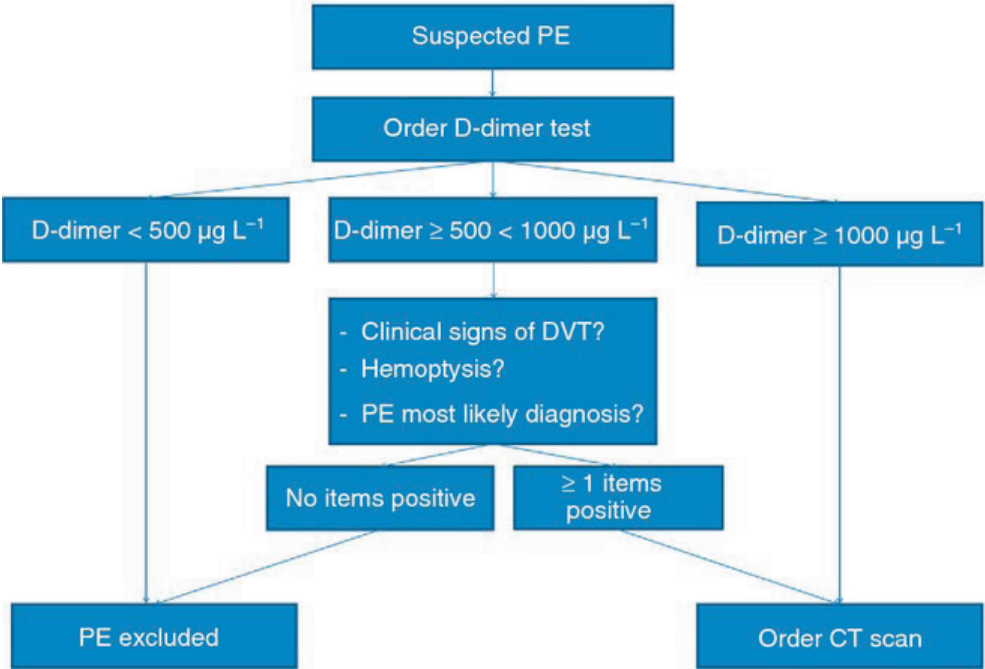 Suspected PE
Order D-dimer test
D-dimer < 500 μg L⁻¹
D-dimer ≥ 500 < 1000 μg L⁻¹
D-dimer ≥ 1000 μg L⁻¹
- Clinical signs of DVT?
- Hemoptysis?
- PE most likely diagnosis?
No items positive
≥ 1 items
positive
PE excluded
Order CT scan